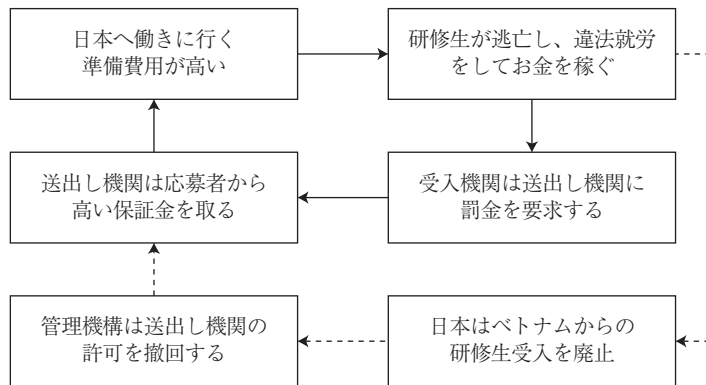 日本へ働きに行く
準備費用が高い
研修生が逃亡し、違法就労
をしてお金を稼ぐ
送出し機関は応募者から
高い保証金を取る
受入機関は送出し機関に
罰金を要求する
管理機構は送出し機関の
許可を撤回する
日本はベトナムからの
研修生受入を廃止